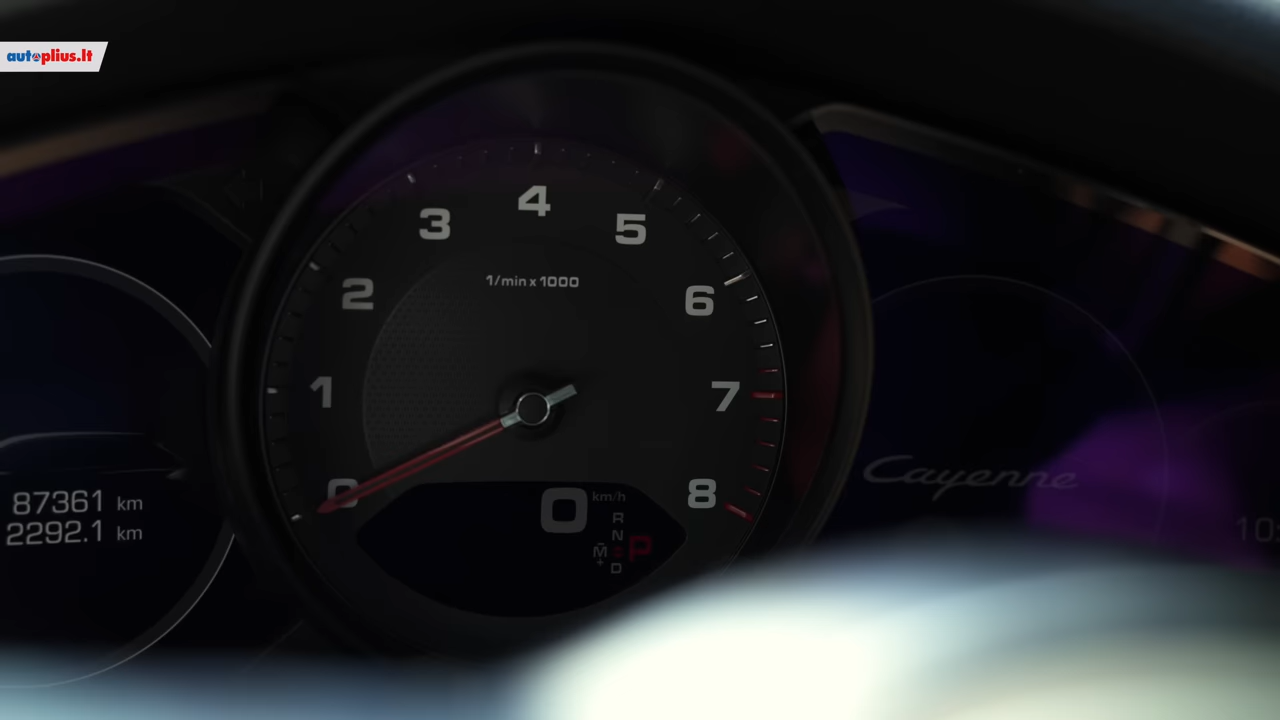 autoplius.lt
4
3
5
1/min x 1000
2
6
1
7
0
8
0 km/h
R
N
M
P
D
+
Cayenne
87361 km
2292.1 km